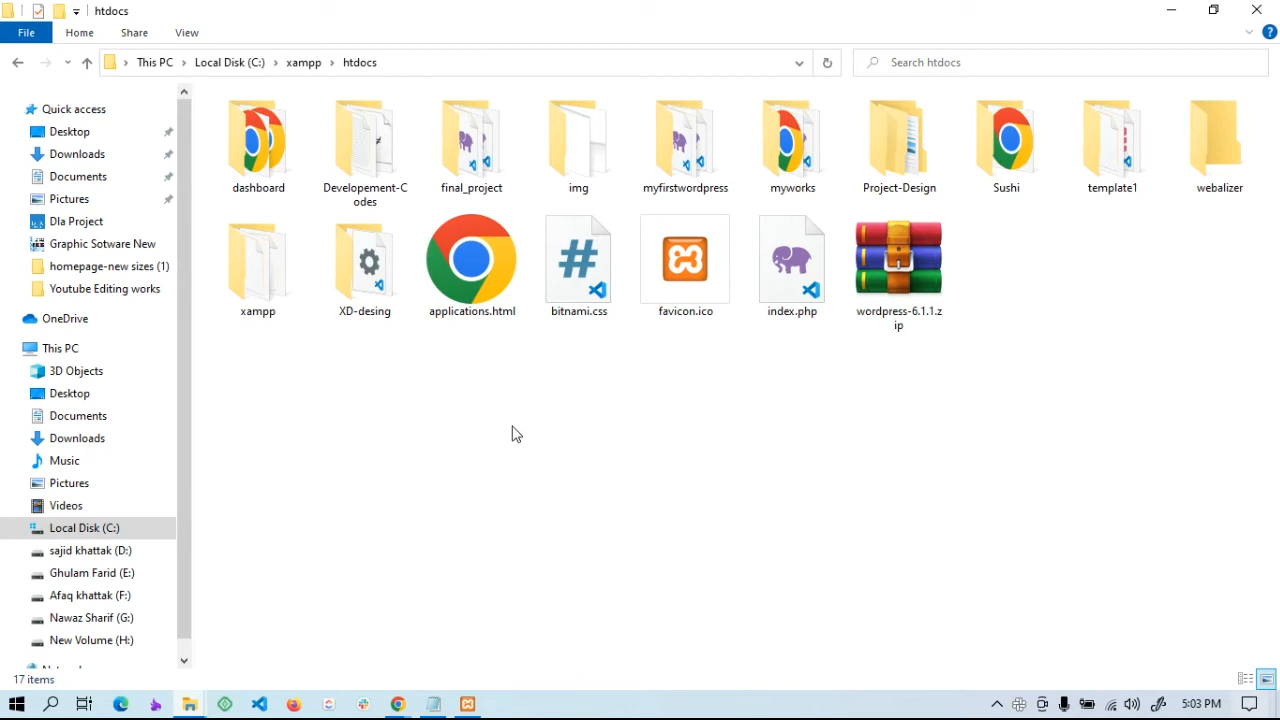 htdocs
File
Home
Share
View
This PC
Local Disk (C:)
xampp
htdocs
Search htdocs
Quick access
Desktop
Downloads
Documents
Pictures
Dla Project
Graphic Sotware New
homepage-new sizes (1)
Youtube Editing works
OneDrive
This PC
3D Objects
Desktop
Documents
Downloads
Music
Pictures
Videos
Local Disk (C:)
sajid khattak (D:)
Ghulam Farid (E:)
Afaq khattak (F:)
Nawaz Sharif (G:)
New Volume (H:)
dashboard
Developement-C
odes
final_project
img
myfirstwordpress
myworks
Project-Design
Sushi
template1
webalizer
xampp
XD-desing
applications.html
bitnami.css
favicon.ico
index.php
wordpress-6.1.1.z
ip
17 items
5:03 PM